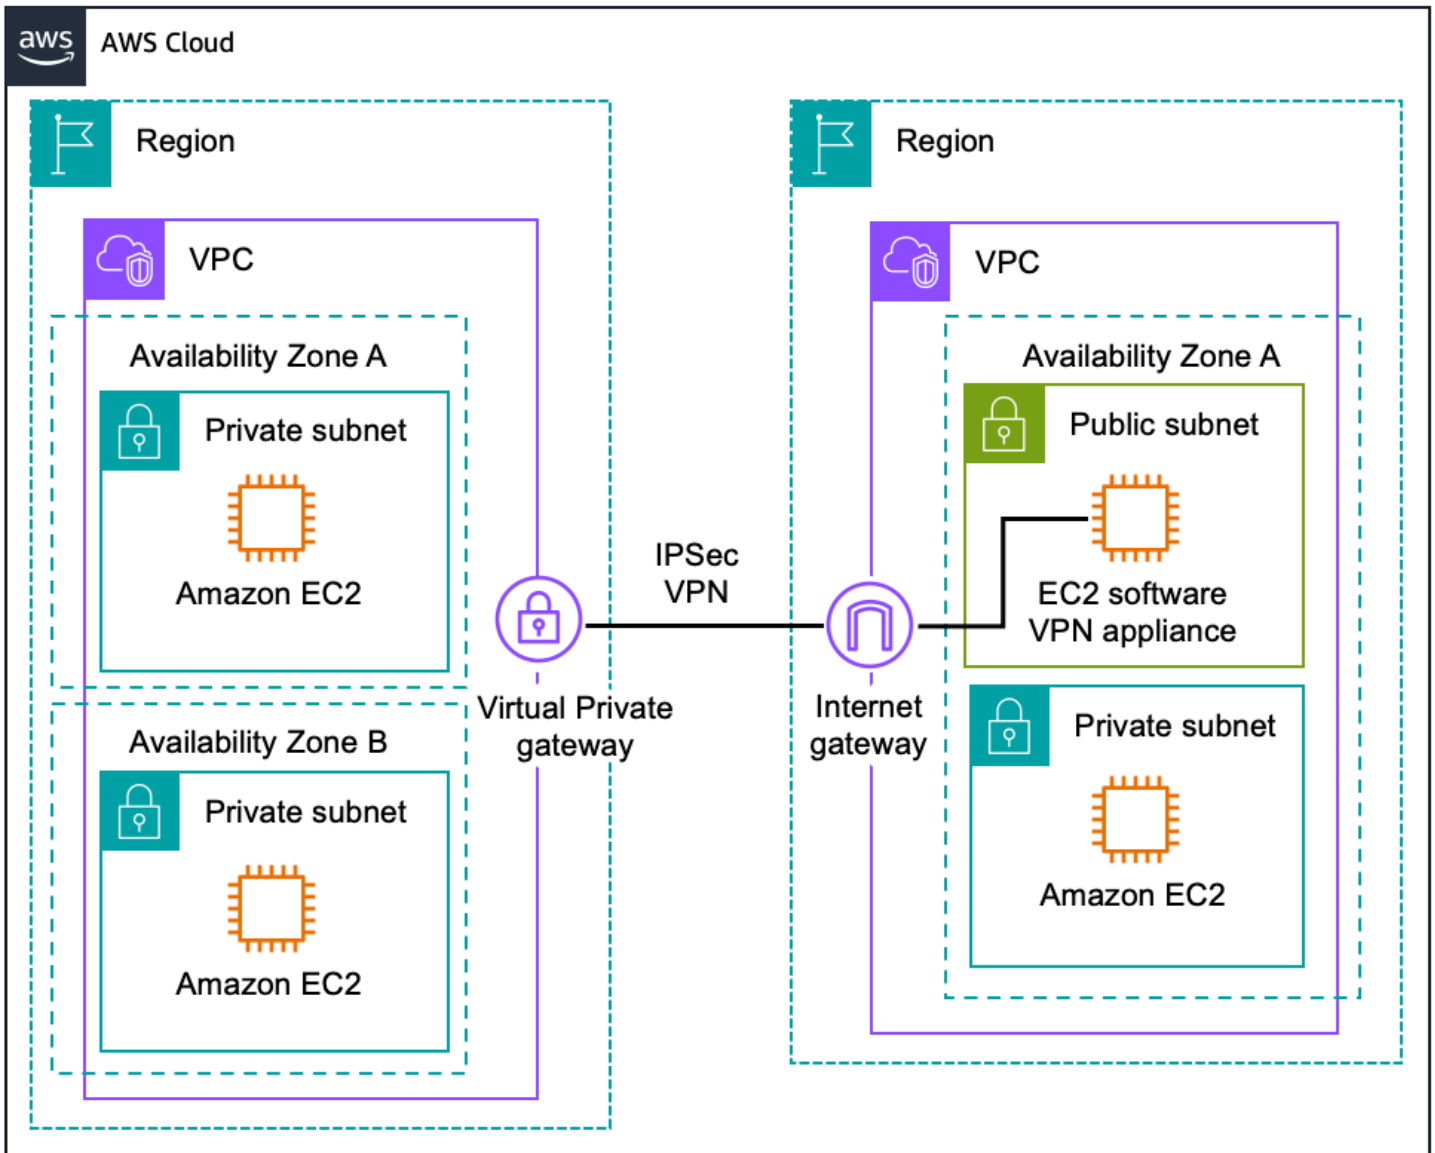 aws
AWS Cloud
Region
VPC
Availability Zone A
Private subnet
Amazon EC2
Availability Zone B
Private subnet
Amazon EC2
Virtual Private
gateway
IPSec
VPN
Region
VPC
Availability Zone A
Public subnet
EC2 software
VPN appliance
Internet
gateway
Private subnet
Amazon EC2